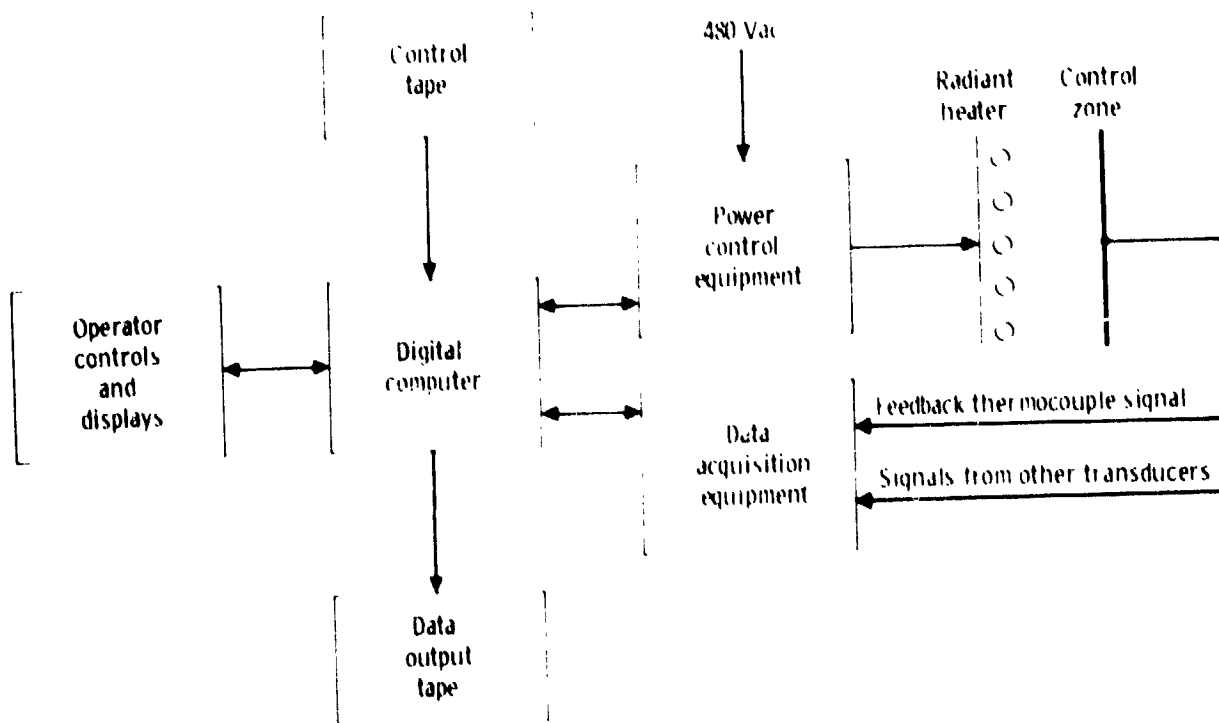 Control
tape
480 Vac
Radiant
heater
Control
zone
Power
control
equipment
Operator
controls
and
displays
Digital
computer
Feedback thermocouple signal
Data
acquisition
equipment
Signals from other transducers
Data
output
tape